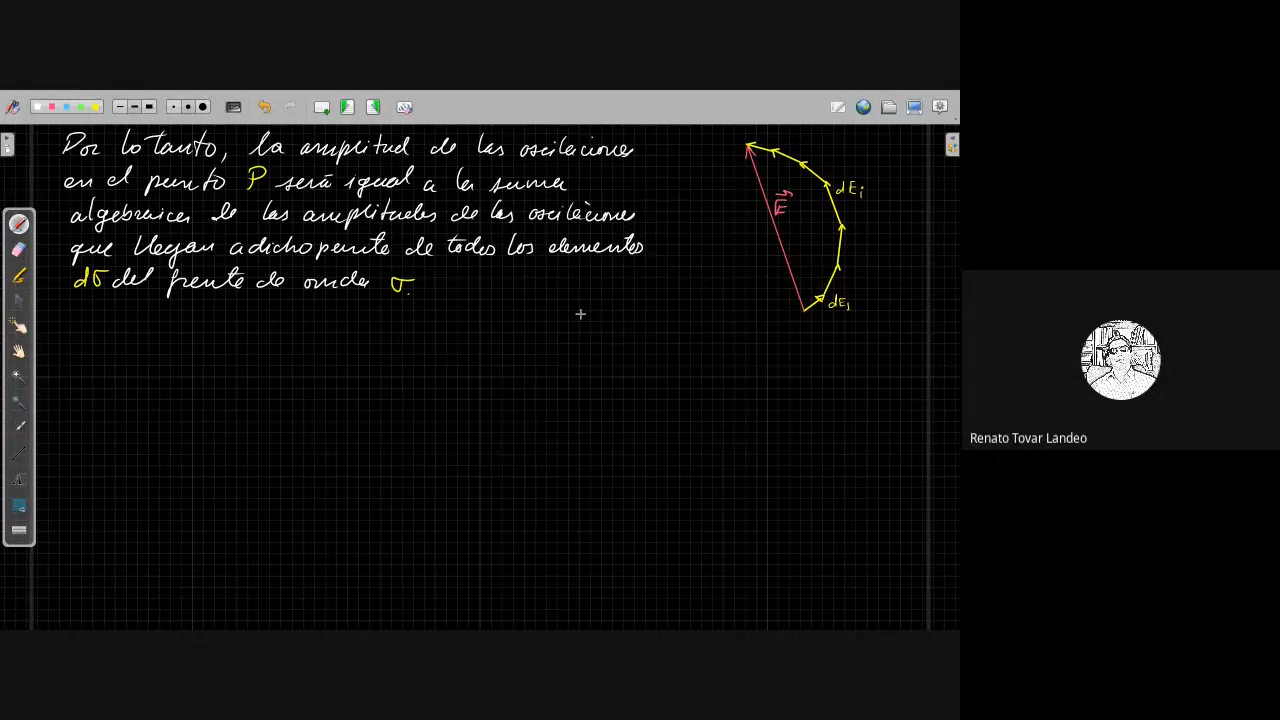 Por lo tanto, la amplitud de las oscilaciones
en el punto P será igual a la suma
algebraica de las amplitudes de las oscilaciones
que llegan a dicho punto de todos los elementos
dσ del frente de onda σ.
dEᵢ
E⃗
dE₁
Renato Tovar Landeo